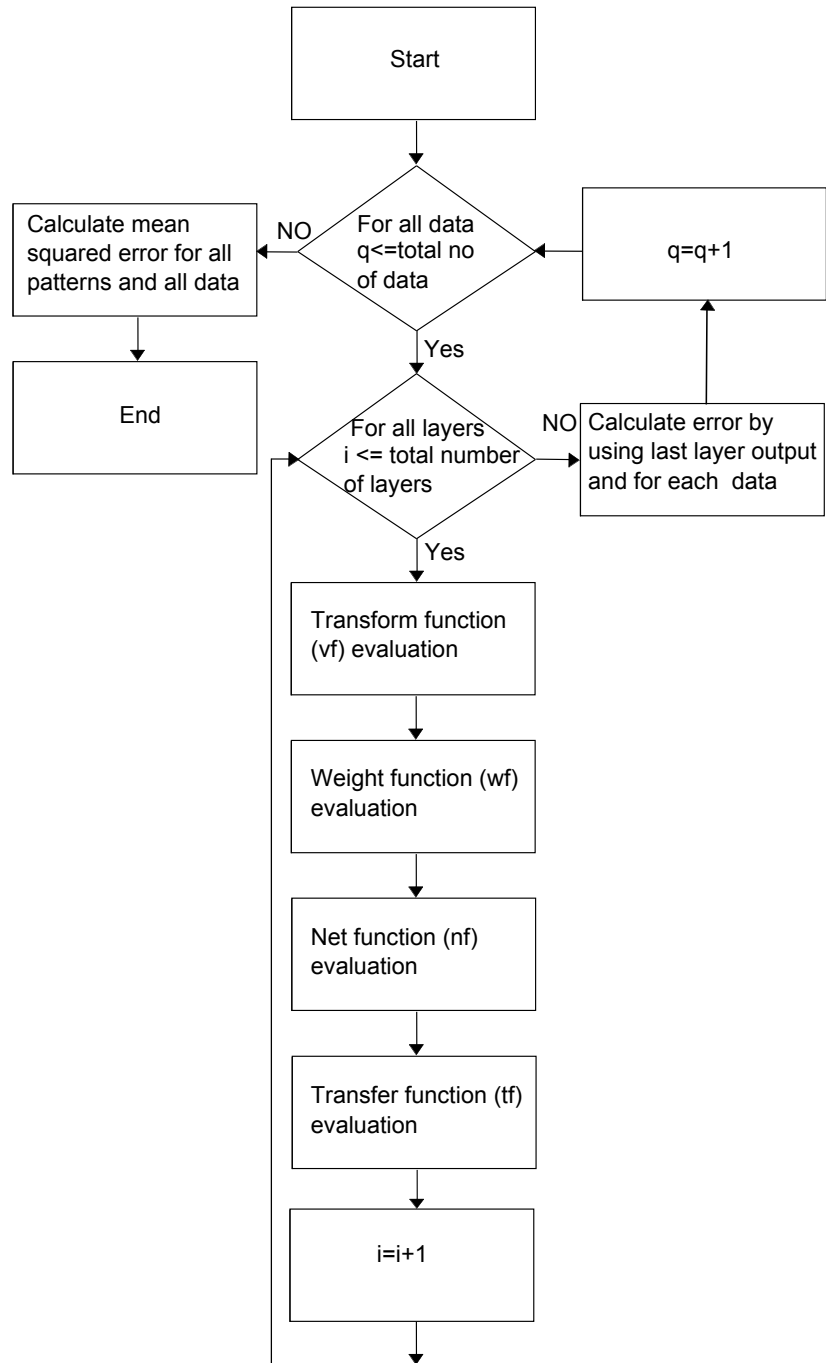 Start
For all data
q<=total no
of data
NO
Calculate mean
squared error for all
patterns and all data
End
q=q+1
Yes
For all layers
i <= total number
of layers
NO
Calculate error by
using last layer output
and for each data
Yes
Transform function
(vf) evaluation
Weight function (wf)
evaluation
Net function (nf)
evaluation
Transfer function (tf)
evaluation
i=i+1